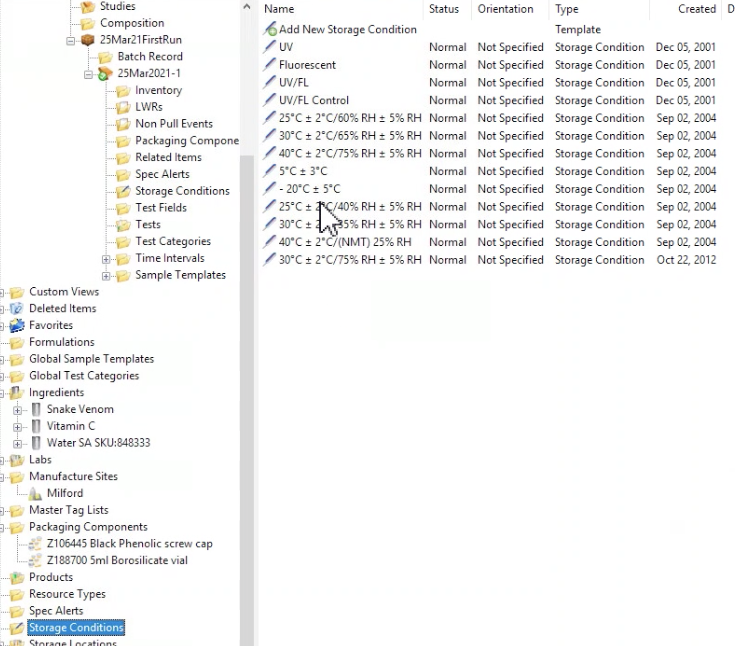 Studies
Composition
25Mar21FirstRun
Batch Record
25Mar2021-1
Inventory
LWRs
Non Pull Events
Packaging Compone
Related Items
Spec Alerts
Storage Conditions
Test Fields
Tests
Test Categories
Time Intervals
Sample Templates
Custom Views
Deleted Items
Favorites
Formulations
Global Sample Templates
Global Test Categories
Ingredients
Snake Venom
Vitamin C
Water SA SKU:848333
Labs
Manufacture Sites
Milford
Master Tag Lists
Packaging Components
Z106445 Black Phenolic screw cap
Z188700 5ml Borosilicate vial
Products
Resource Types
Spec Alerts
Storage Conditions
Storage Locations
Name Status Orientation Type Created D
Add New Storage Condition Template
UV Normal Not Specified Storage Condition Dec 05, 2001
Fluorescent Normal Not Specified Storage Condition Dec 05, 2001
UV/FL Normal Not Specified Storage Condition Dec 05, 2001
UV/FL Control Normal Not Specified Storage Condition Dec 05, 2001
25°C ± 2°C/60% RH ± 5% RH Normal Not Specified Storage Condition Sep 02, 2004
30°C ± 2°C/65% RH ± 5% RH Normal Not Specified Storage Condition Sep 02, 2004
40°C ± 2°C/75% RH ± 5% RH Normal Not Specified Storage Condition Sep 02, 2004
5°C ± 3°C Normal Not Specified Storage Condition Sep 02, 2004
- 20°C ± 5°C Normal Not Specified Storage Condition Sep 02, 2004
25°C ± 2°C/40% RH ± 5% RH Normal Not Specified Storage Condition Sep 02, 2004
30°C ± 5% RH ± 5% RH Normal Not Specified Storage Condition Sep 02, 2004
40°C ± 2°C/(NMT) 25% RH Normal Not Specified Storage Condition Sep 02, 2004
30°C ± 2°C/75% RH ± 5% RH Normal Not Specified Storage Condition Oct 22, 2012